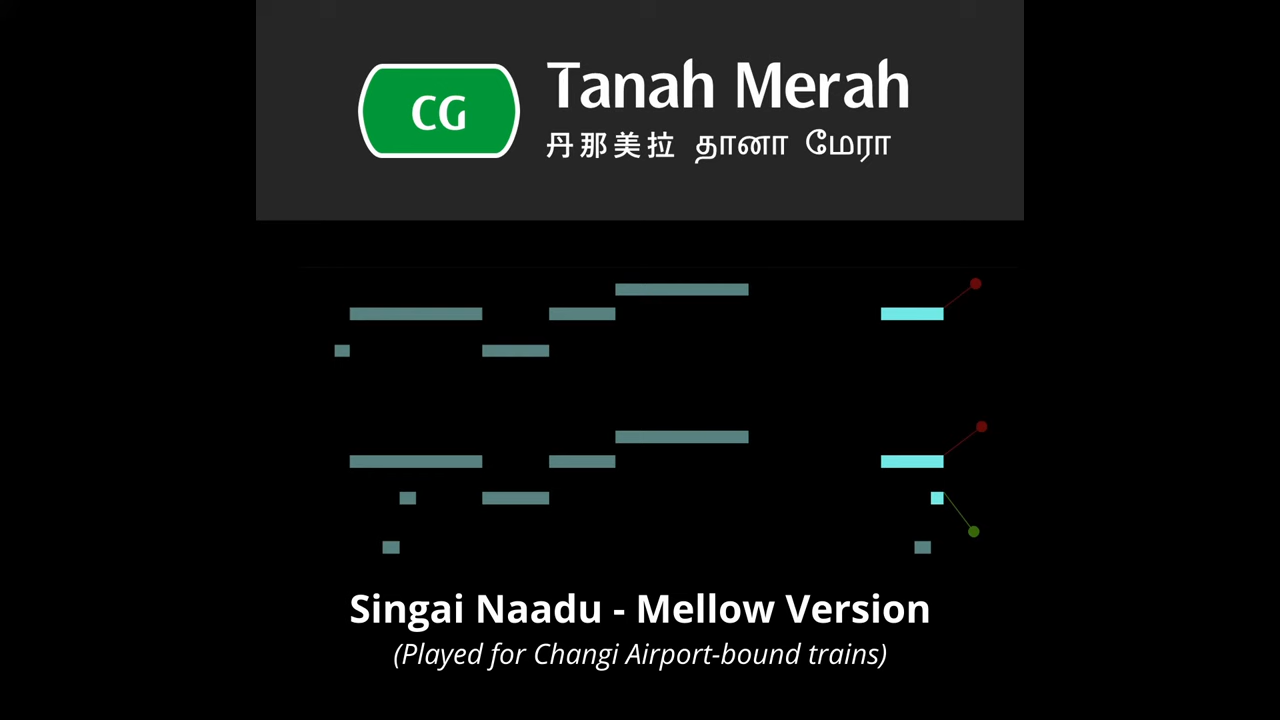 CG
Tanah Merah
丹那美拉 தானா மேரா
Singai Naadu - Mellow Version
(Played for Changi Airport-bound trains)